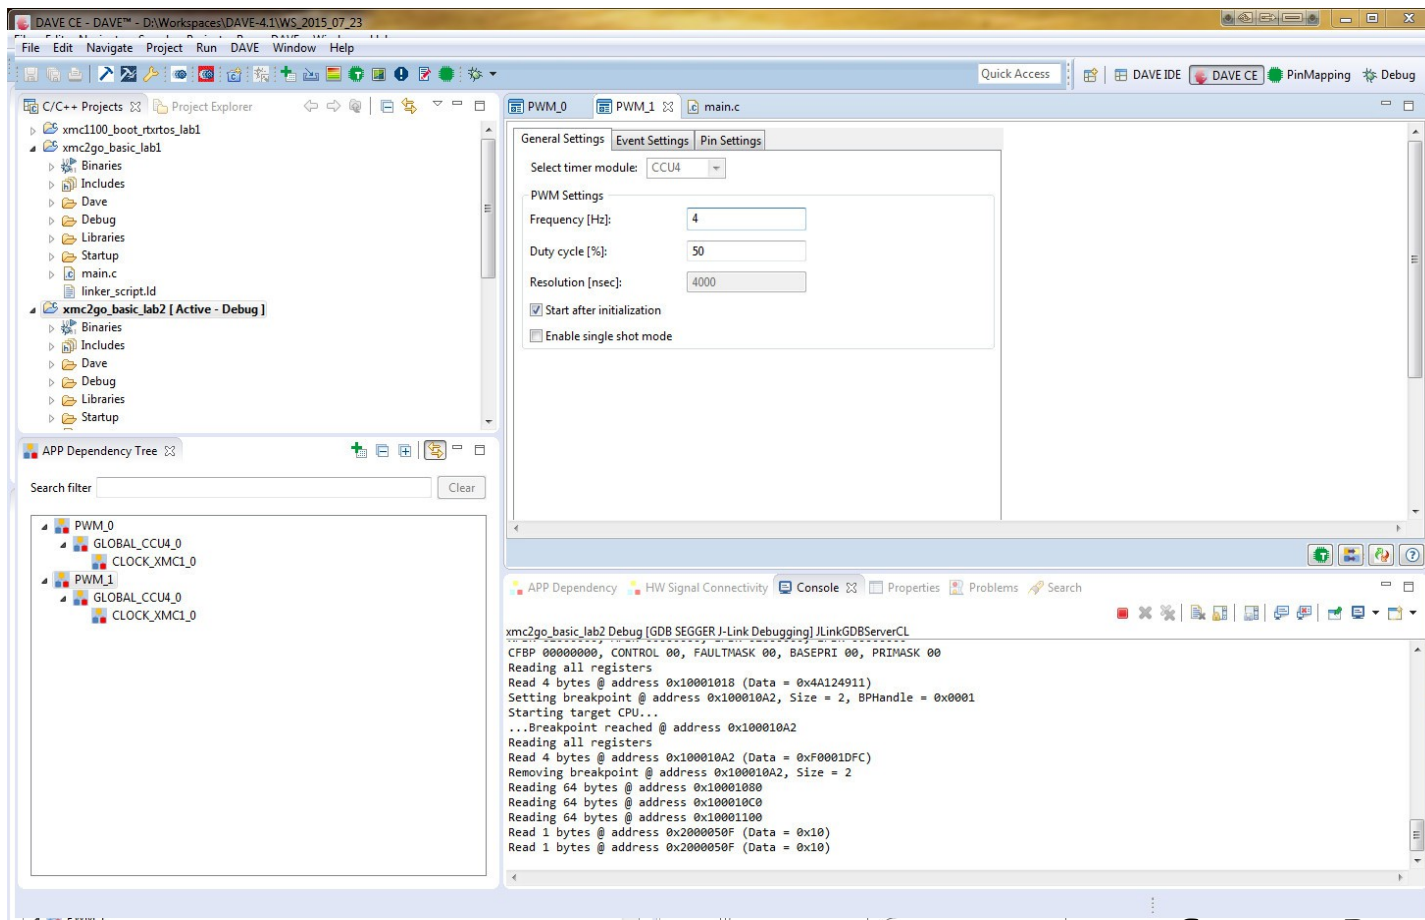 DAVE CE - DAVE™ - D:\Workspaces\DAVE-4.1\WS_2015_07_23
File Edit Navigate Project Run DAVE Window Help
Quick Access DAVE IDE DAVE CE PinMapping Debug
C/C++ Projects Project Explorer
xmc1100_boot_rtxrtos_lab1
xmc2go_basic_lab1
Binaries
Includes
Dave
Debug
Libraries
Startup
main.c
linker_script.ld
xmc2go_basic_lab2 [ Active - Debug ]
Binaries
Includes
Dave
Debug
Libraries
Startup
APP Dependency Tree
Search filter Clear
PWM_0
GLOBAL_CCU4_0
CLOCK_XMC1_0
PWM_1
GLOBAL_CCU4_0
CLOCK_XMC1_0
PWM_0 PWM_1 main.c
General Settings Event Settings Pin Settings
Select timer module: CCU4
PWM Settings
Frequency [Hz]: 4
Duty cycle [%]: 50
Resolution [nsec]: 4000
Start after initialization
Enable single shot mode
APP Dependency HW Signal Connectivity Console Properties Problems Search
xmc2go_basic_lab2 Debug [GDB SEGGER J-Link Debugging] JLinkGDBServerCL
CFBP 00000000, CONTROL 00, FAULTMASK 00, BASEPRI 00, PRIMASK 00
Reading all registers
Read 4 bytes @ address 0x10001018 (Data = 0x4A124911)
Setting breakpoint @ address 0x100010A2, Size = 2, BPHandle = 0x0001
Starting target CPU...
...Breakpoint reached @ address 0x100010A2
Reading all registers
Read 4 bytes @ address 0x100010A2 (Data = 0xF0001DFC)
Removing breakpoint @ address 0x100010A2, Size = 2
Reading 64 bytes @ address 0x10001080
Reading 64 bytes @ address 0x100010C0
Reading 64 bytes @ address 0x10001100
Read 1 bytes @ address 0x2000050F (Data = 0x10)
Read 1 bytes @ address 0x2000050F (Data = 0x10)